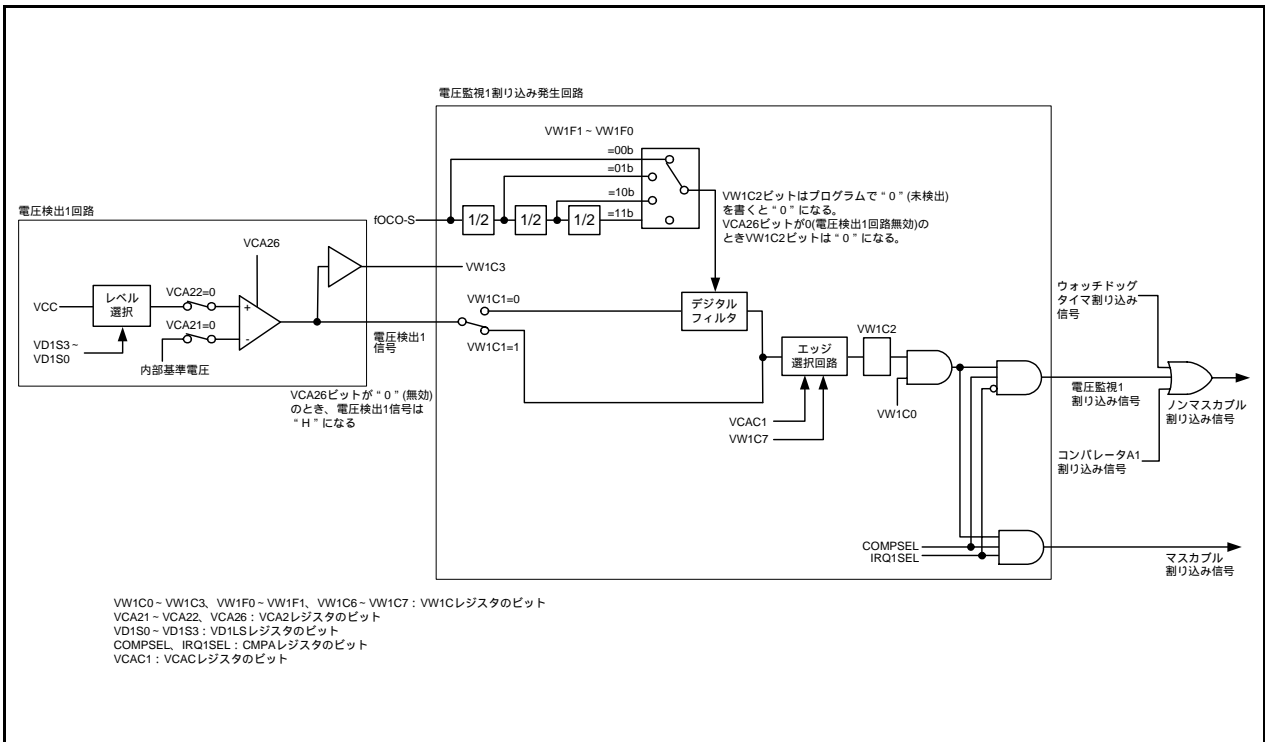 電圧監視1割り込み発生回路
VW1F1～VW1F0
=00b
=01b
=10b
=11b
fOCO-S
1/2
1/2
1/2
VW1C2ビットはプログラムで“0”(未検出)
を書くと“0”になる。
VCA26ビットが0(電圧検出1回路無効)の
ときVW1C2ビットは“0”になる。
電圧検出1回路
VCA26
VCC
レベル
選択
VCA22=0
VCA21=0
+
-
VD1S3～
VD1S0
内部基準電圧
VW1C3
電圧検出1
信号
VW1C1=0
VW1C1=1
デジタル
フィルタ
VCA26ビットが“0”(無効)
のとき、電圧検出1信号は
“H”になる
エッジ
選択回路
VCAC1
VW1C7
VW1C2
VW1C0
ウォッチドッグ
タイマ割り込み
信号
電圧監視1
割り込み信号
ノンマスカブル
割り込み信号
コンパレータA1
割り込み信号
COMPSEL
IRQ1SEL
マスカブル
割り込み信号
VW1C0～VW1C3、VW1F0～VW1F1、VW1C6～VW1C7：VW1Cレジスタのビット
VCA21～VCA22、VCA26：VCA2レジスタのビット
VD1S0～VD1S3：VD1LSレジスタのビット
COMPSEL、IRQ1SEL：CMPAレジスタのビット
VCAC1：VCACレジスタのビット